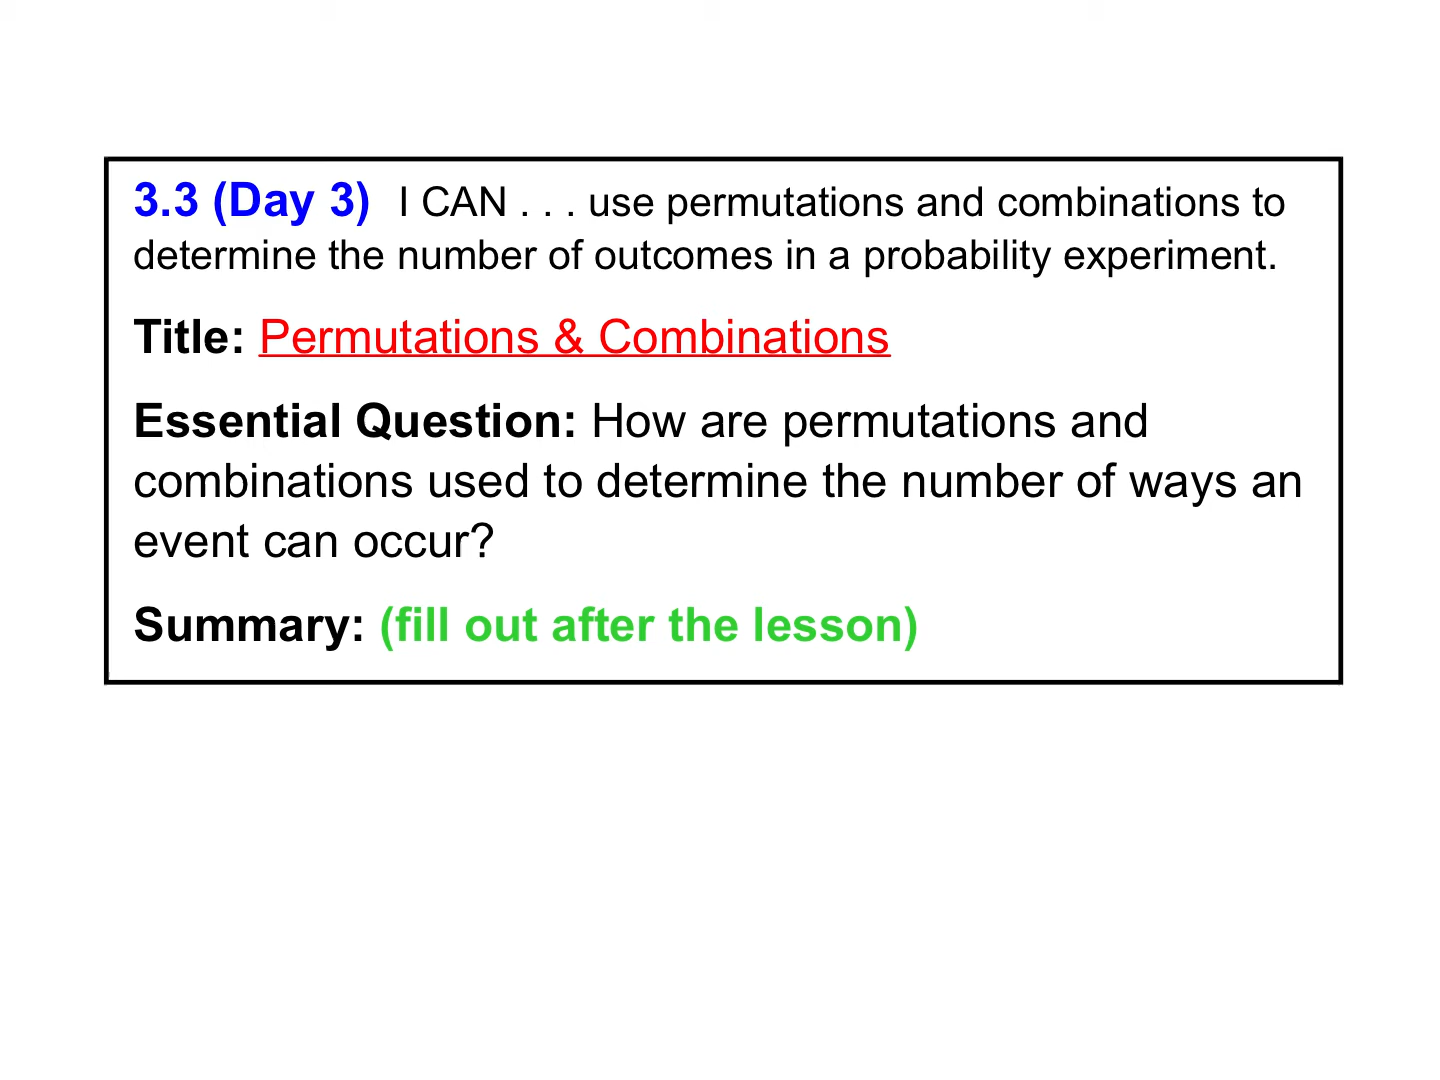 3.3 (Day 3) I CAN . . . use permutations and combinations to
determine the number of outcomes in a probability experiment.
Title: Permutations & Combinations
Essential Question: How are permutations and
combinations used to determine the number of ways an
event can occur?
Summary: (fill out after the lesson)